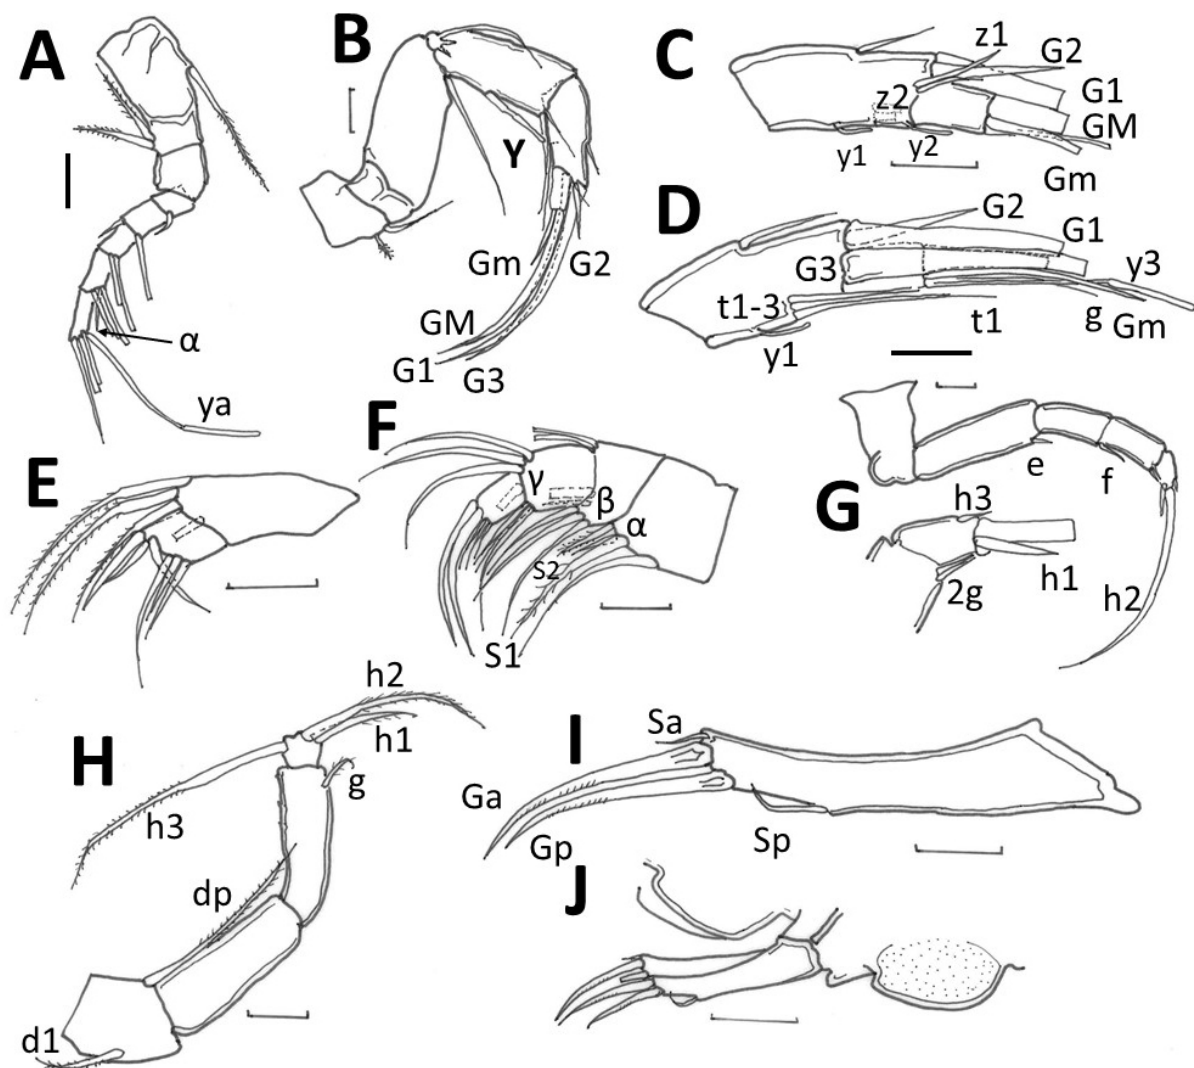 A
α
ya
B
Y
Gm
G2
GM
G1
G3
C
z1
G2
z2
G1
GM
y1
y2
Gm
D
G2
G3
G1
t1-3
y3
t1
g
Gm
y1
E
F
γ
β
α
S2
S1
G
e
f
h3
2g
h1
h2
H
h2
h1
g
h3
dp
d1
I
Sa
Ga
Gp
Sp
J